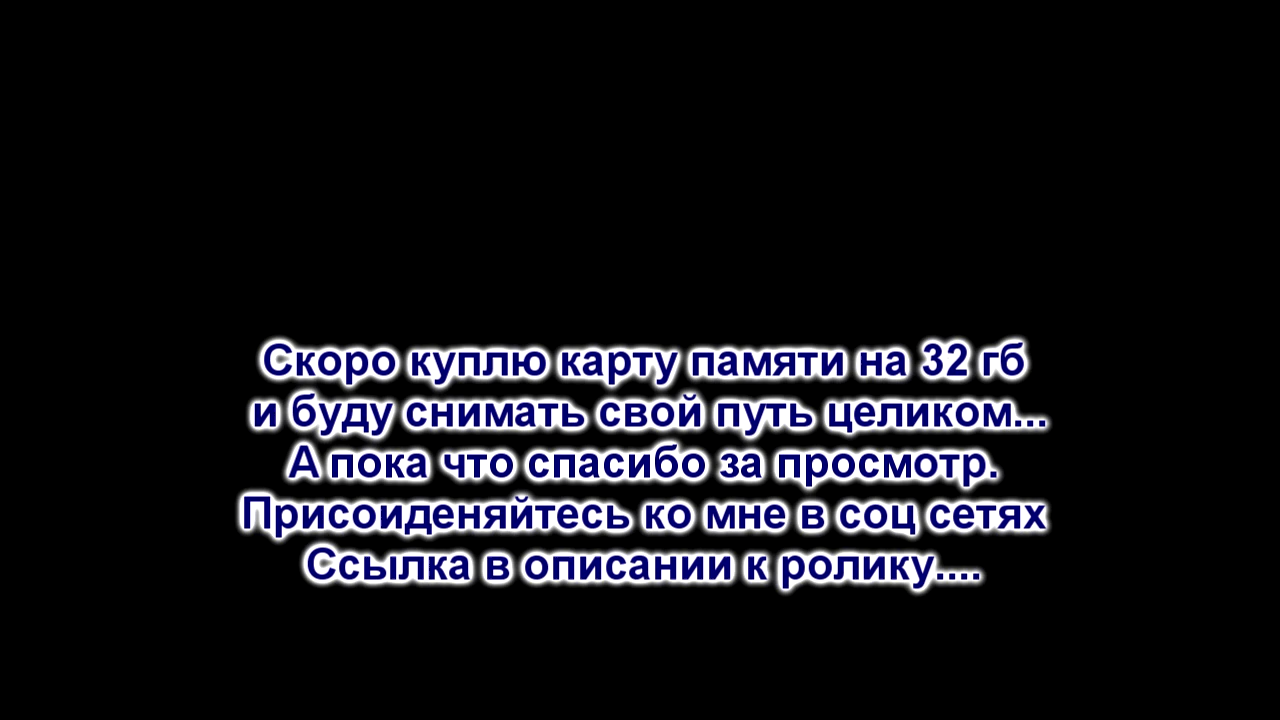 Скоро куплю карту памяти на 32 гб
и буду снимать свой путь целиком...
А пока что спасибо за просмотр.
Присоиденяйтесь ко мне в соц сетях
Ссылка в описании к ролику....